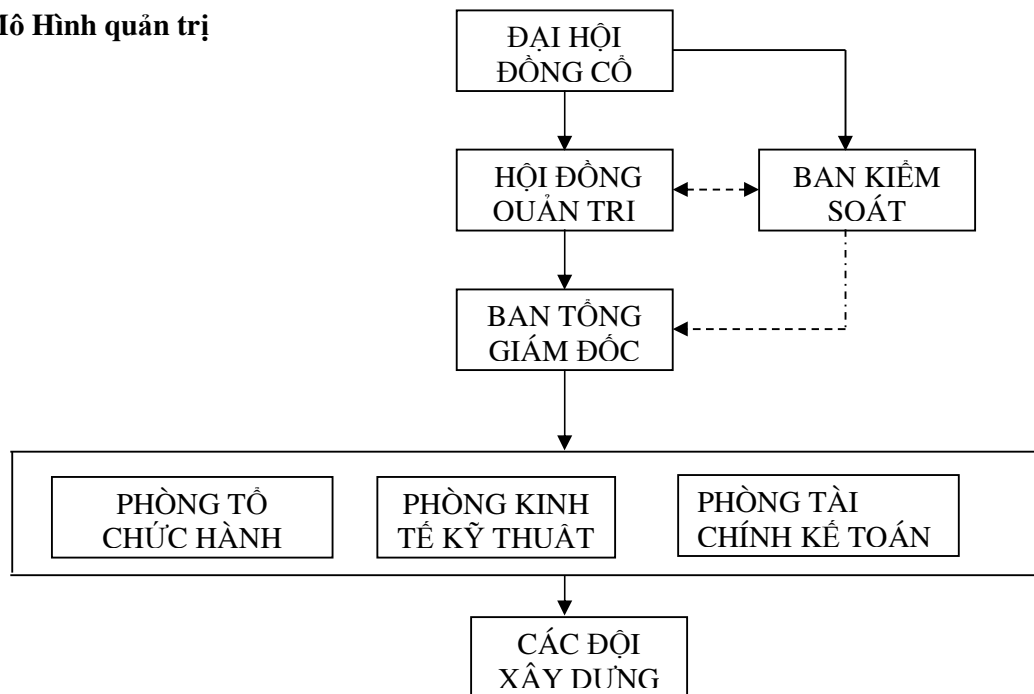 Mô Hình quản trị
ĐẠI HỘI
ĐỒNG CỔ
HỘI ĐỒNG
QUẢN TRI
BAN KIỂM
SOÁT
BAN TỔNG
GIÁM ĐỐC
PHÒNG TỔ
CHỨC HÀNH
PHÒNG KINH
TẾ KỸ THUẬT
PHÒNG TÀI
CHÍNH KẾ TOÁN
CÁC ĐỘI
XÂY DỰNG